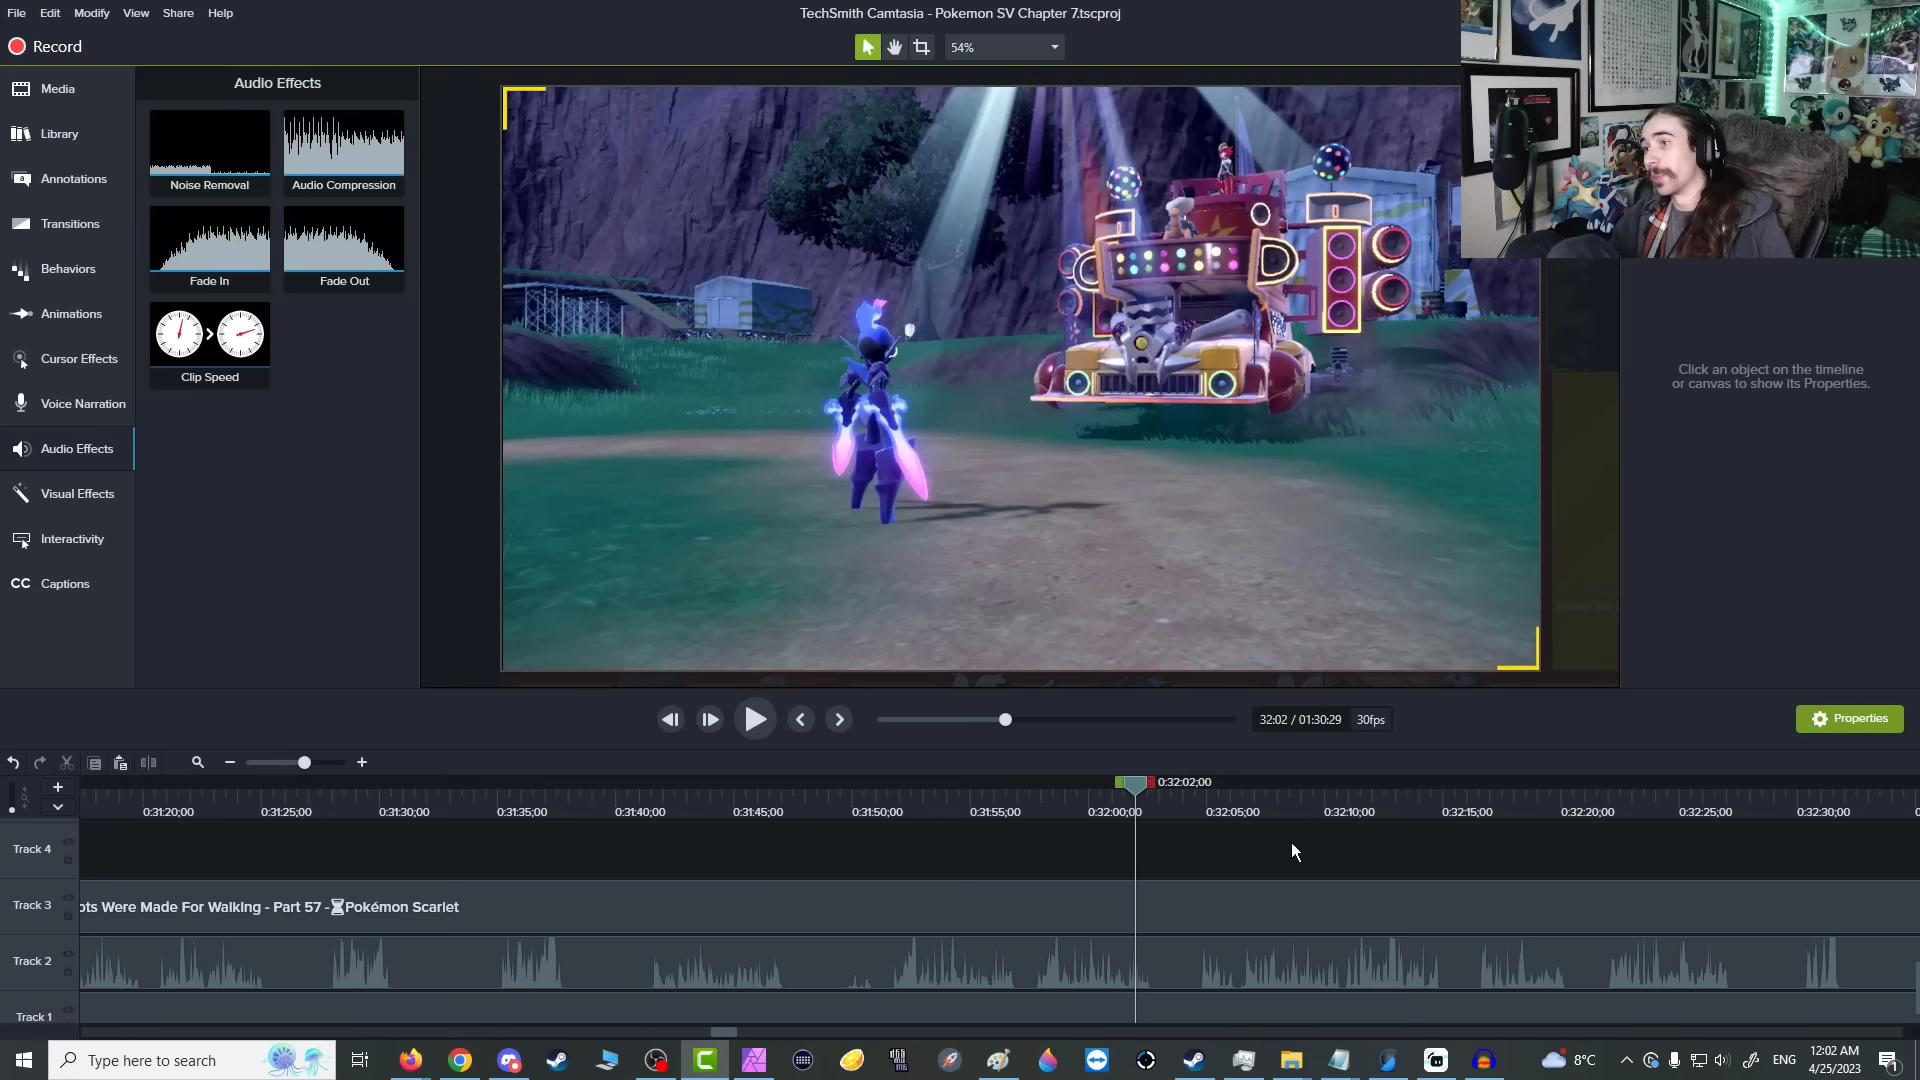 File Edit Modify View Share Help
TechSmith Camtasia - Pokemon SV Chapter 7.tscproj
Record
54%
Media
Library
Annotations
Transitions
Behaviors
Animations
Cursor Effects
Voice Narration
Audio Effects
Visual Effects
Interactivity
CC Captions
Audio Effects
Noise Removal
Audio Compression
Fade In
Fade Out
Clip Speed
Click an object on the timeline
or canvas to show its Properties.
32:02 / 01:30:29 30fps
Properties
0:32:02;00
0:31:20;00 0:31:25;00 0:31:30;00 0:31:35;00 0:31:40;00 0:31:45;00 0:31:50;00 0:31:55;00 0:32:00;00 0:32:05;00 0:32:10;00 0:32:15;00 0:32:20;00 0:32:25;00 0:32:30;00
Track 4
Track 3
ots Were Made For Walking - Part 57 -⌛Pokémon Scarlet
Track 2
Track 1
Type here to search
8°C
ENG
12:02 AM
4/25/2023
1